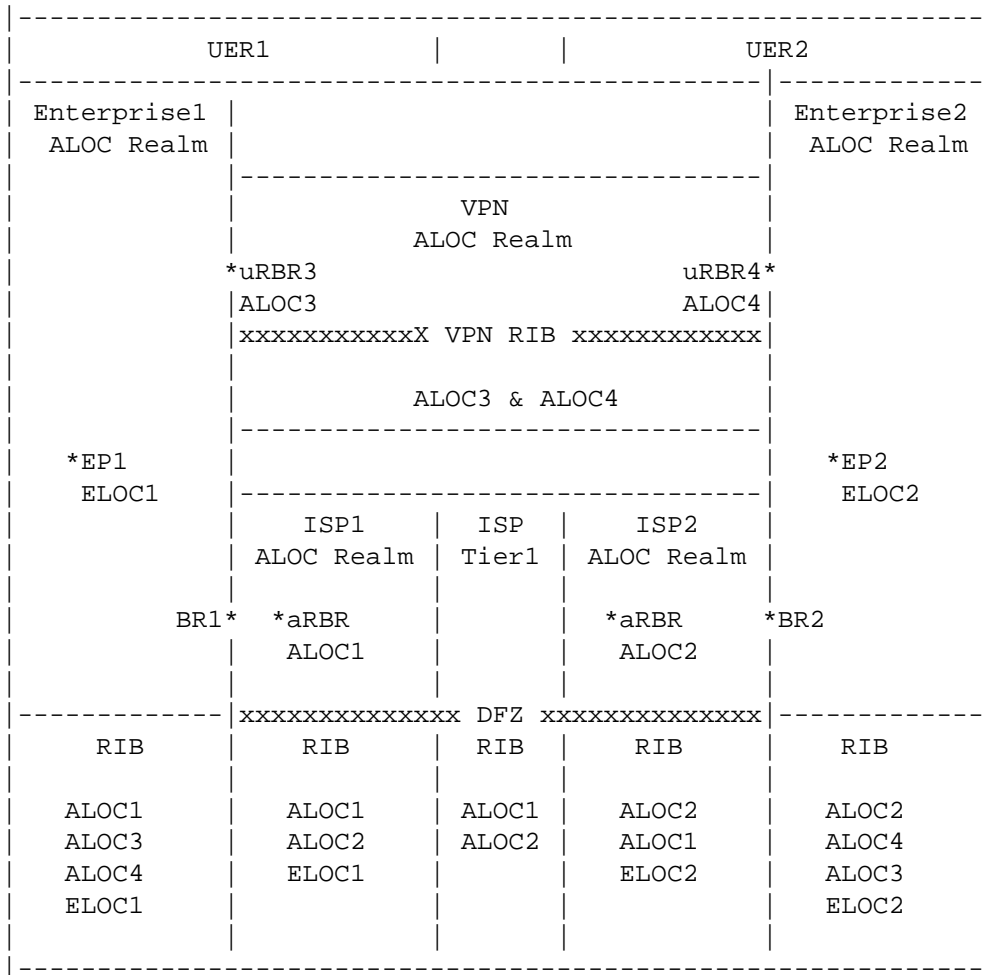 |-------------------------------------------------------------
|            UER1          |       |           UER2
|-----------------------------------------------|-------------
| Enterprise1 |                                 | Enterprise2
|  ALOC Realm |                                 |  ALOC Realm
|             |---------------------------------|
|             |              VPN                |
|             |           ALOC Realm            |
|             *uRBR3                       uRBR4*
|             |ALOC3                       ALOC4|
|             |xxxxxxxxxxxX VPN RIB xxxxxxxxxxxx|
|             |                                 |
|             |           ALOC3 & ALOC4         |
|             |---------------------------------|
|   *EP1      |                                 |   *EP2
|    ELOC1    |---------------------------------|    ELOC2
|             |    ISP1    |  ISP  |    ISP2    |
|             | ALOC Realm | Tier1 | ALOC Realm |
|             |            |       |            |
|          BR1*  *aRBR     |       |  *aRBR     *BR2
|             |   ALOC1    |       |   ALOC2    |
|             |            |       |            |
|-------------|xxxxxxxxxxxxxx DFZ xxxxxxxxxxxxxx|-------------
|     RIB     |    RIB     |  RIB  |    RIB     |    RIB
|             |            |       |            |
|   ALOC1     |   ALOC1    | ALOC1 |   ALOC2    |   ALOC2
|   ALOC3     |   ALOC2    | ALOC2 |   ALOC1    |   ALOC4
|   ALOC4     |   ELOC1    |       |   ELOC2    |   ALOC3
|   ELOC1     |            |       |            |   ELOC2
|             |            |       |            |
|-------------------------------------------------------------